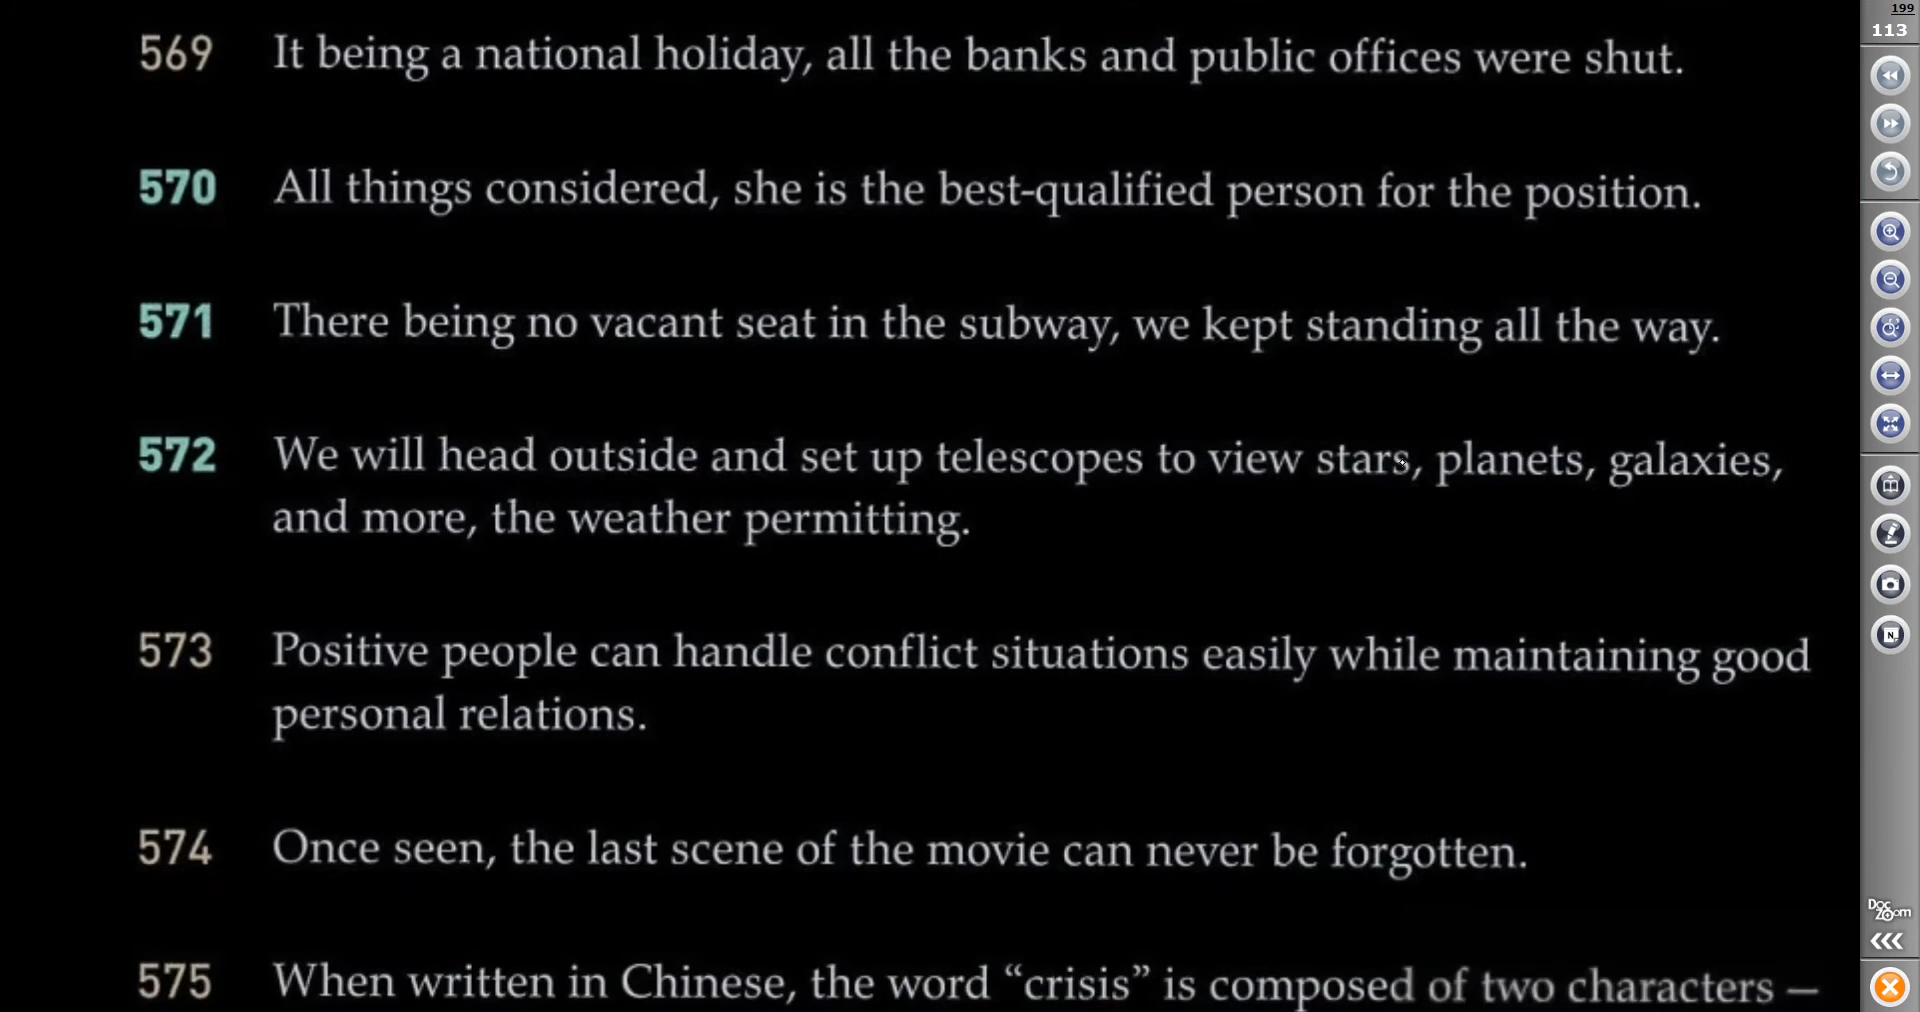 199
113
569 It being a national holiday, all the banks and public offices were shut.
570 All things considered, she is the best-qualified person for the position.
571 There being no vacant seat in the subway, we kept standing all the way.
572 We will head outside and set up telescopes to view stars, planets, galaxies,
and more, the weather permitting.
573 Positive people can handle conflict situations easily while maintaining good
personal relations.
574 Once seen, the last scene of the movie can never be forgotten.
575 When written in Chinese, the word “crisis” is composed of two characters —
N
Doc
Zoom